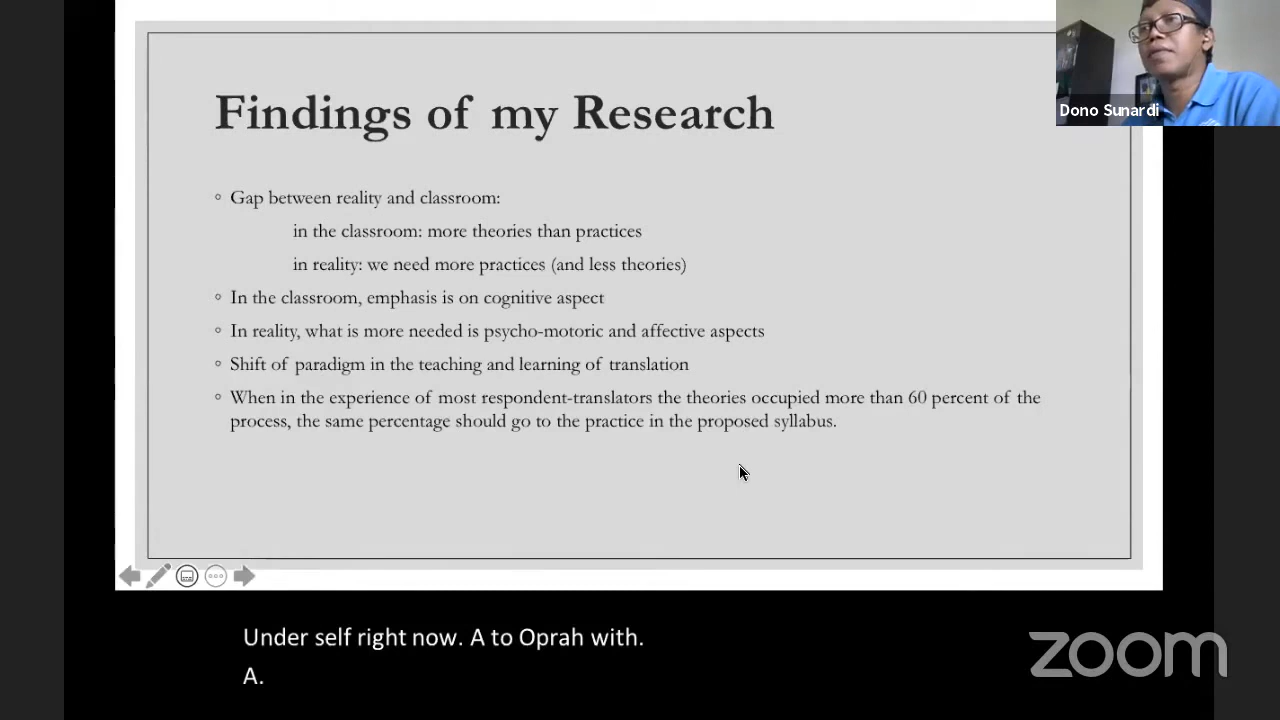 Findings of my Research
Dono Sunardi
◦ Gap between reality and classroom:
in the classroom: more theories than practices
in reality: we need more practices (and less theories)
◦ In the classroom, emphasis is on cognitive aspect
◦ In reality, what is more needed is psycho-motoric and affective aspects
◦ Shift of paradigm in the teaching and learning of translation
◦ When in the experience of most respondent-translators the theories occupied more than 60 percent of the
process, the same percentage should go to the practice in the proposed syllabus.
Under self right now. A to Oprah with.
A.
zoom